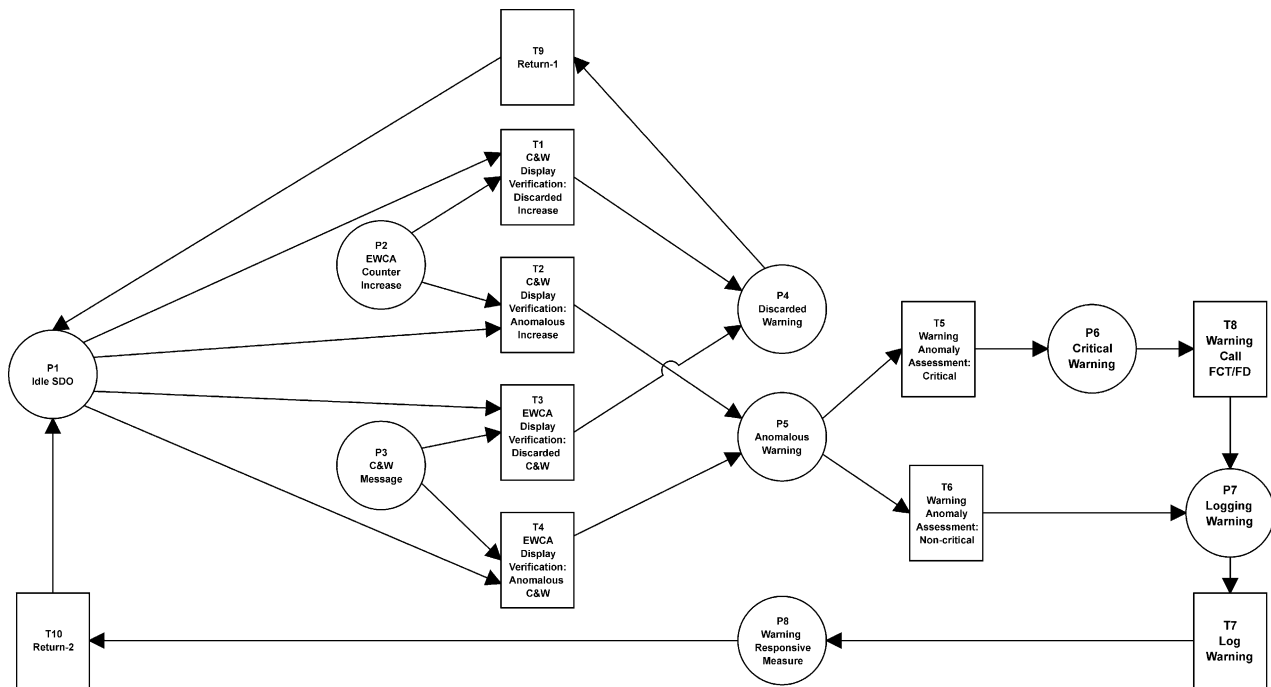 T9
Return-1
T1
C&W
Display
Verification:
Discarded
Increase
P2
EWCA
Counter
Increase
T2
C&W
Display
Verification:
Anomalous
Increase
P4
Discarded
Warning
T5
Warning
Anomaly
Assessment:
Critical
P6
Critical
Warning
T8
Warning
Call
FCT/FD
P1
Idle SDO
T3
EWCA
Display
Verification:
Discarded
C&W
P3
C&W
Message
P5
Anomalous
Warning
T6
Warning
Anomaly
Assessment:
Non-critical
P7
Logging
Warning
T4
EWCA
Display
Verification:
Anomalous
C&W
T10
Return-2
P8
Warning
Responsive
Measure
T7
Log
Warning